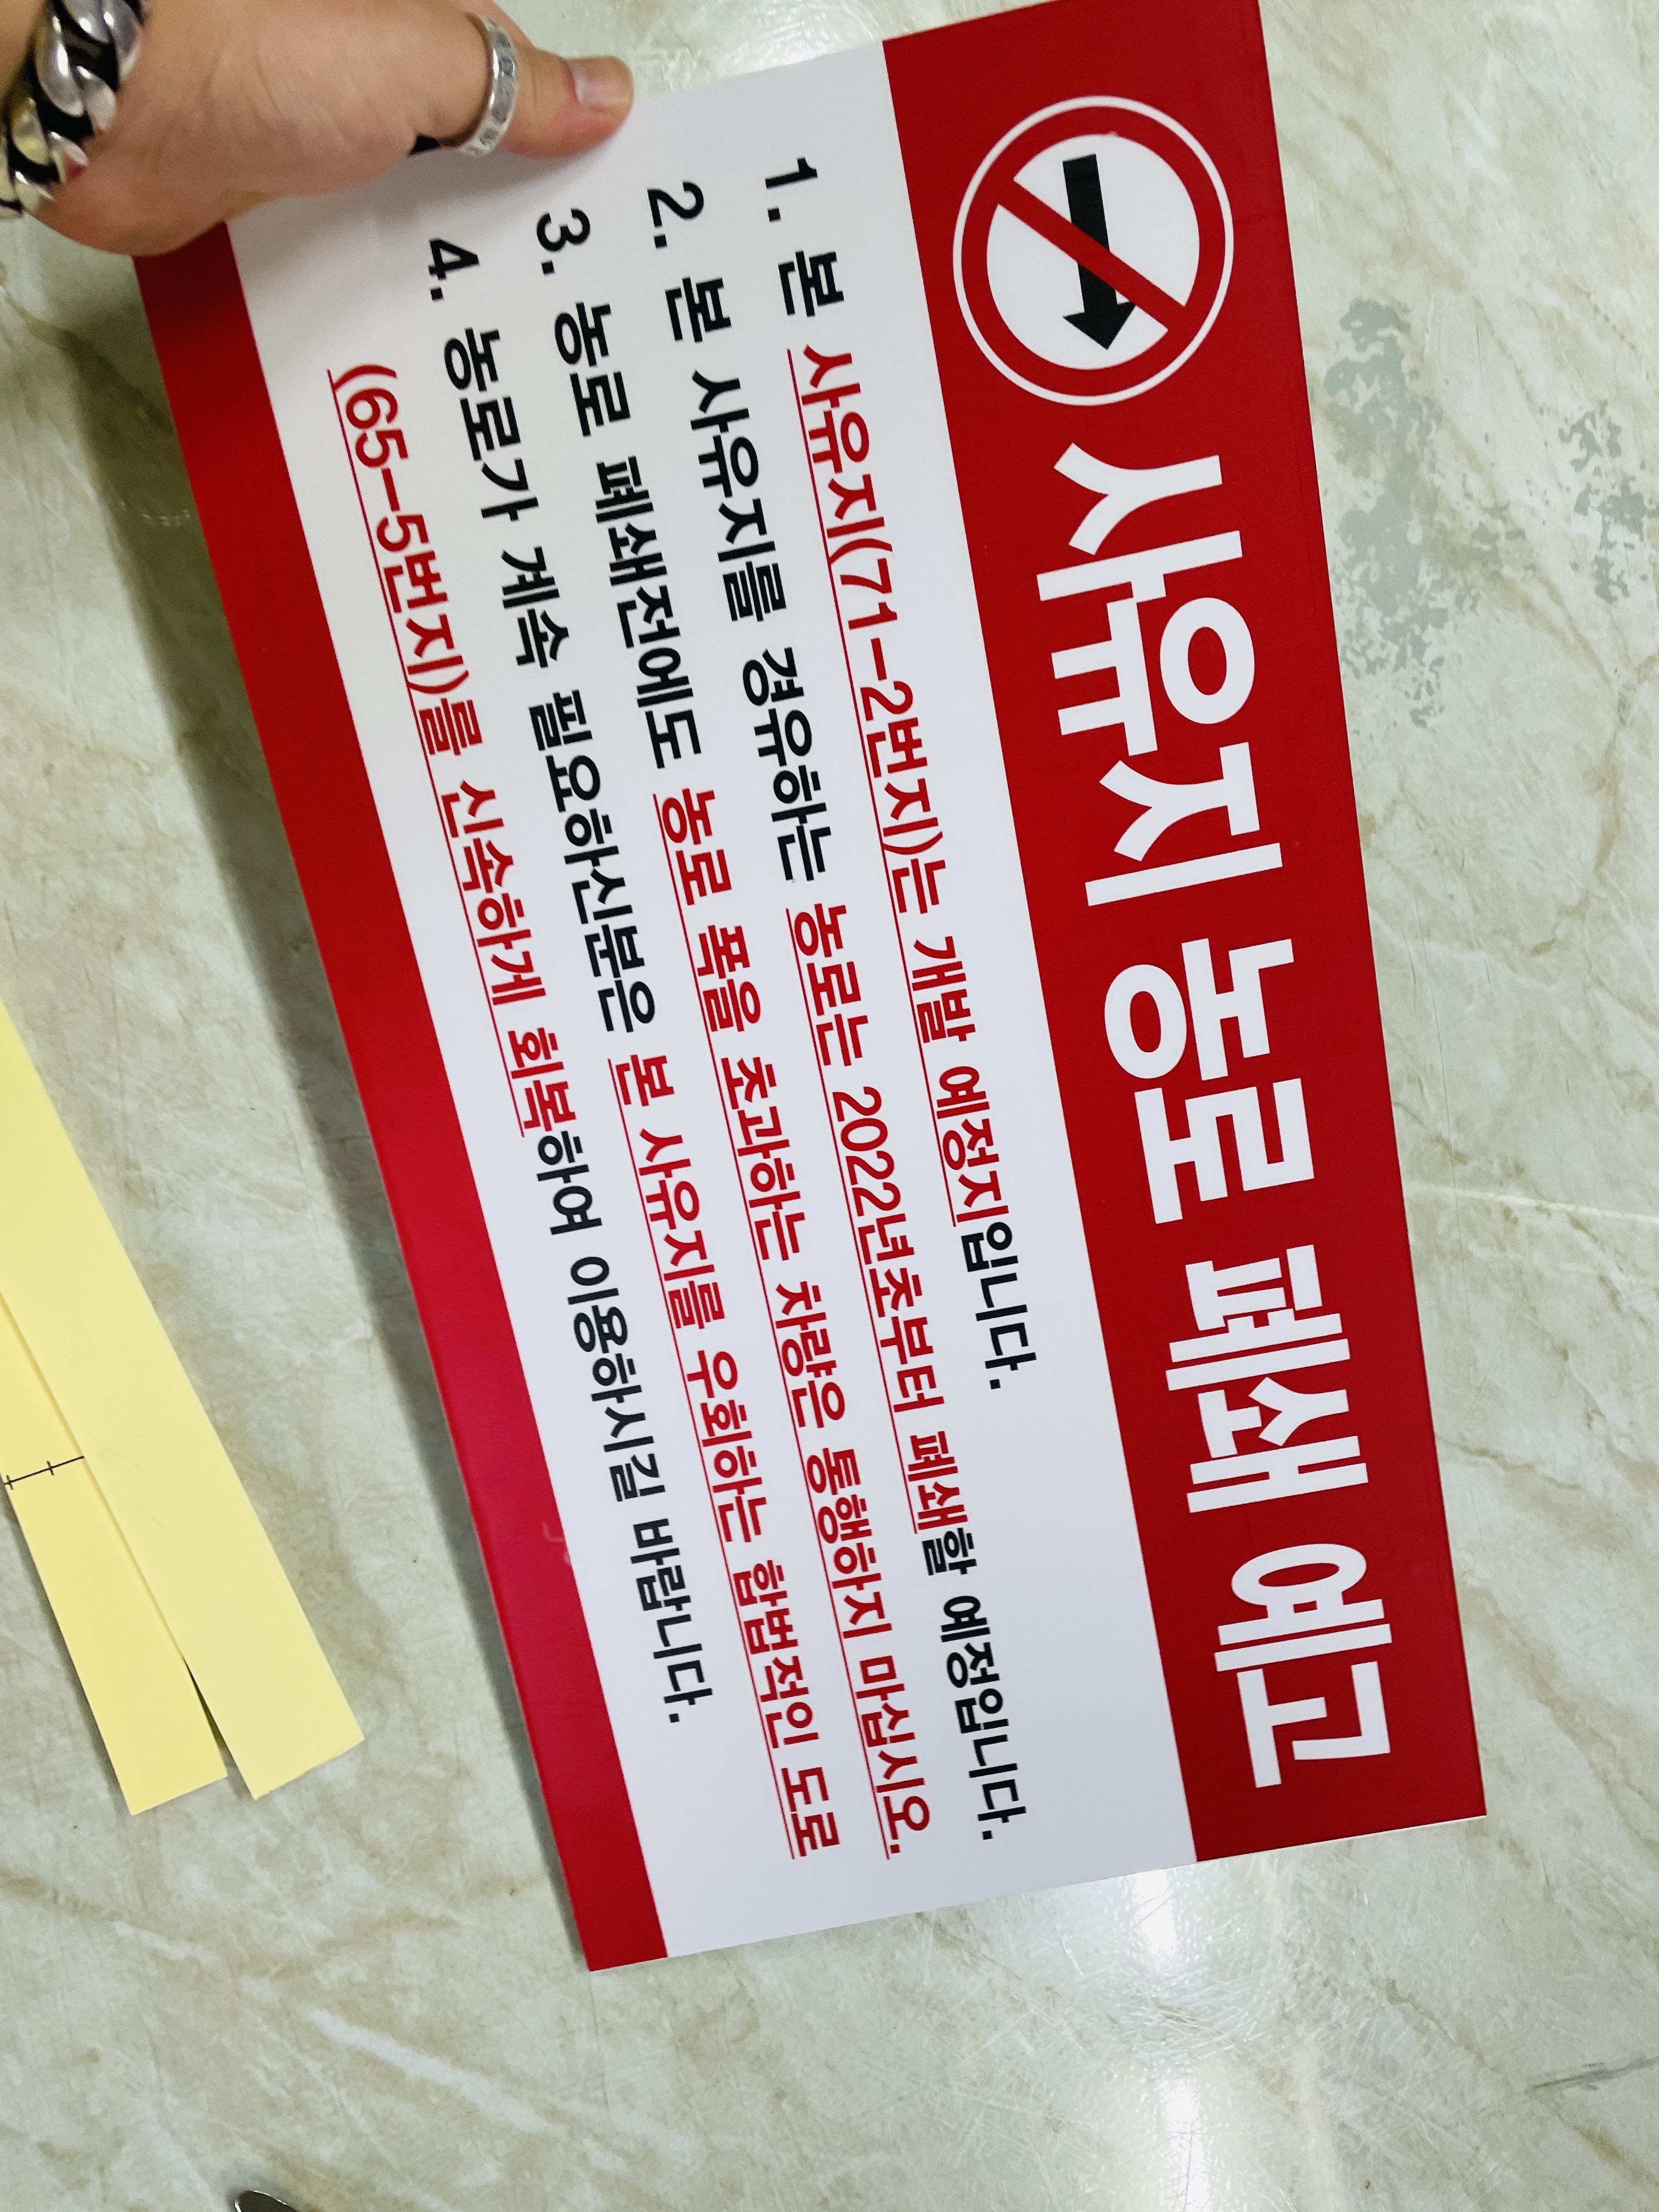 사유지 농로 폐쇄 예고
1. 본 사유지(71-2번지)는 개발 예정지입니다.
2. 본 사유지를 경유하는 농로는 2022년초부터 폐쇄할 예정입니다.
3. 농로 폐쇄전에도 농로 폭을 초과하는 차량은 통행하지 마십시오.
4. 농로가 계속 필요하신분은 본 사유지를 우회하는 합법적인 도로
(65-5번지)를 신속하게 회복하여 이용하시길 바랍니다.